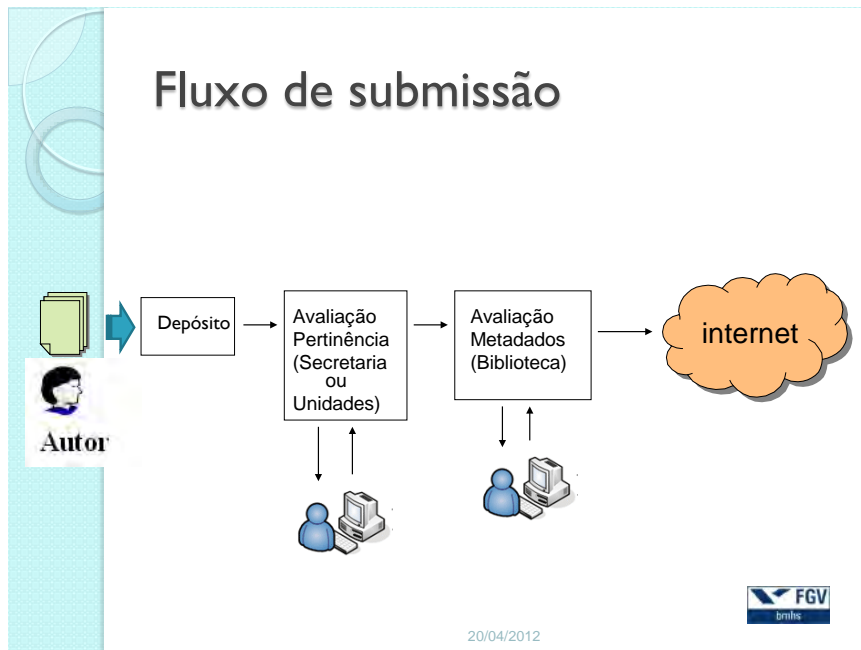 Fluxo de submissão
Depósito
Avaliação
Pertinência
(Secretaria
ou
Unidades)
Avaliação
Metadados
(Biblioteca)
internet
Autor
FGV
bmhs
20/04/2012